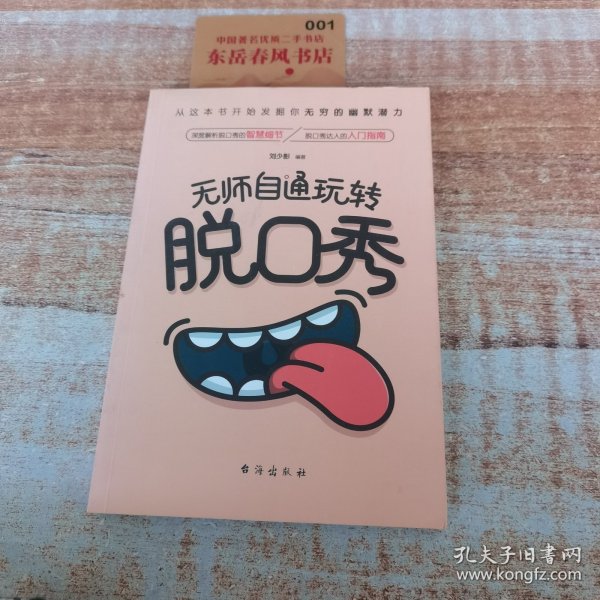 001
中国著名优质二手书店
东岳春风书店
从这本书开始发掘你无穷的幽默潜力
深度解析脱口秀的智慧细节/脱口秀达人的入门指南
刘少影 编著
无师自通玩转
脱口秀
台海出版社
孔夫子旧书网
www.kongfz.com